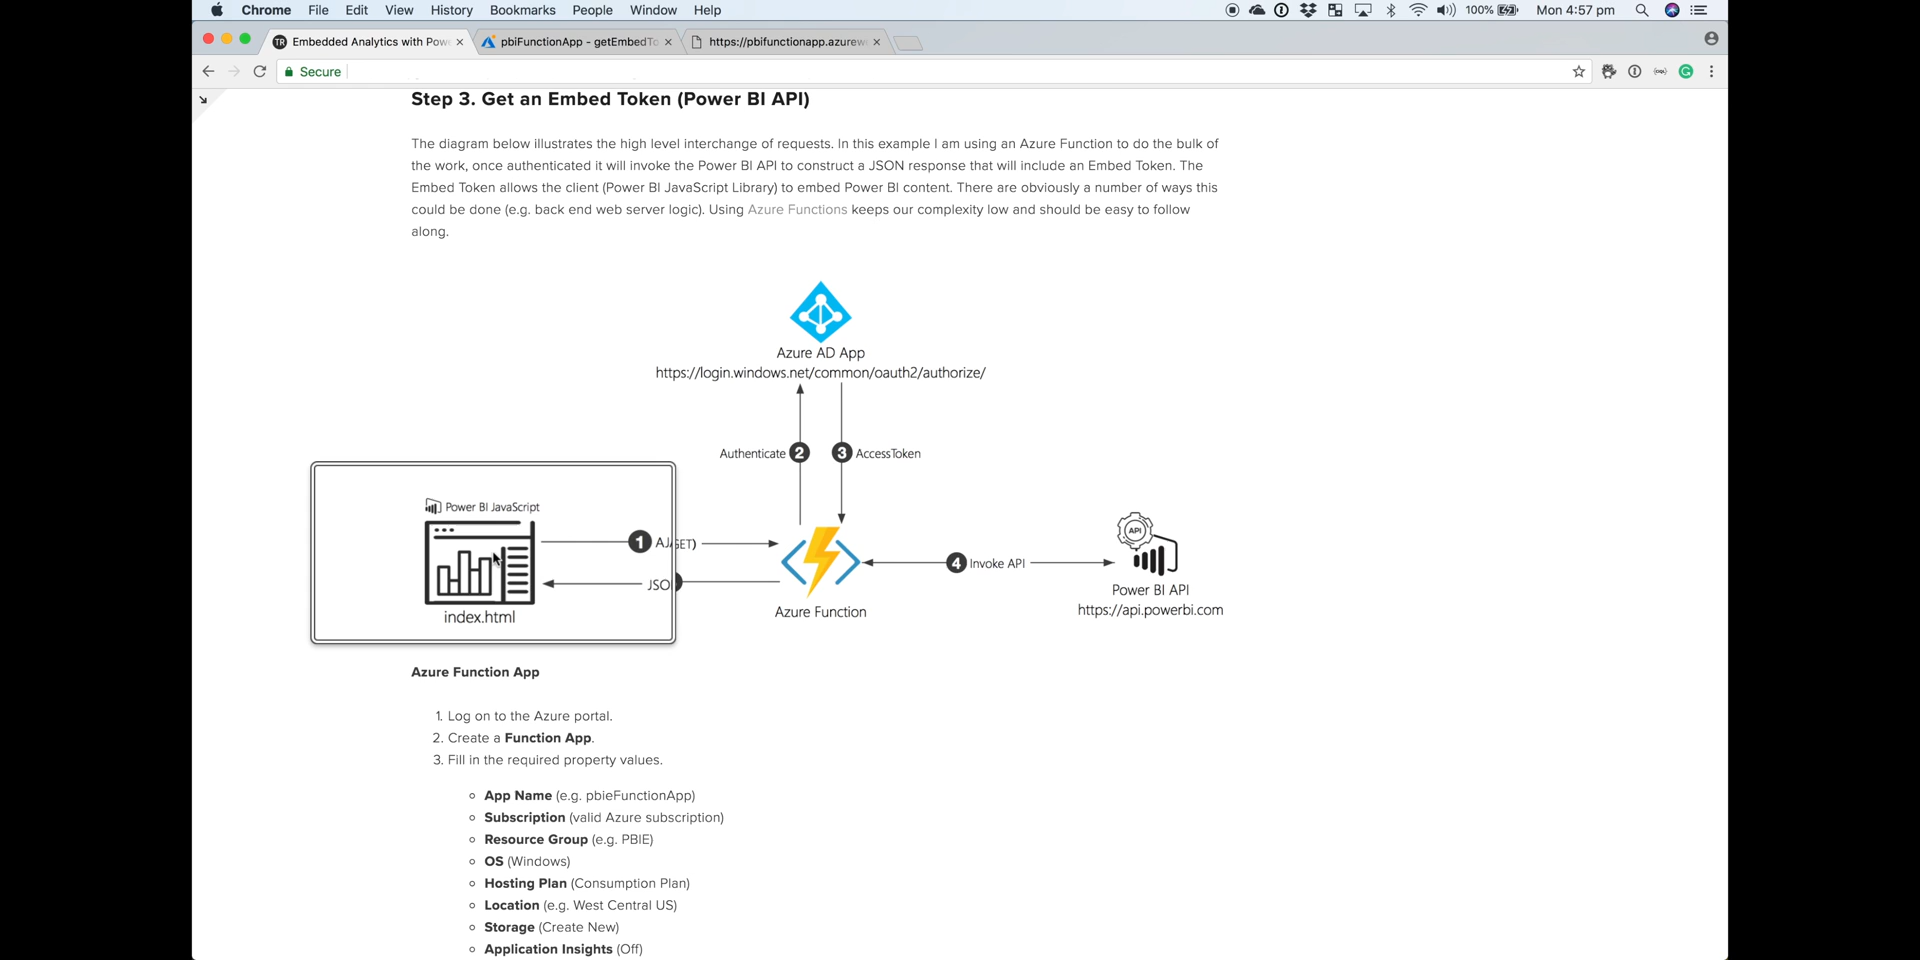 Chrome File Edit View History Bookmarks People Window Help 100% Mon 4:57 pm
Embedded Analytics with Pow pbiFunctionApp - getEmbedTo https://pbifunctionapp.azurew
Secure
Step 3. Get an Embed Token (Power BI API)
The diagram below illustrates the high level interchange of requests. In this example I am using an Azure Function to do the bulk of
the work, once authenticated it will invoke the Power BI API to construct a JSON response that will include an Embed Token. The
Embed Token allows the client (Power BI JavaScript Library) to embed Power BI content. There are obviously a number of ways this
could be done (e.g. back end web server logic). Using Azure Functions keeps our complexity low and should be easy to follow
along.
Azure AD App
https://login.windows.net/common/oauth2/authorize/
Authenticate 2 3 AccessToken
Power BI JavaScript
API
1 AJ GET)
4 Invoke API
JSO
Power BI API
https://api.powerbi.com
index.html
Azure Function
Azure Function App
1. Log on to the Azure portal.
2. Create a Function App.
3. Fill in the required property values.
App Name (e.g. pbieFunctionApp)
Subscription (valid Azure subscription)
Resource Group (e.g. PBIE)
OS (Windows)
Hosting Plan (Consumption Plan)
Location (e.g. West Central US)
Storage (Create New)
Application Insights (Off)